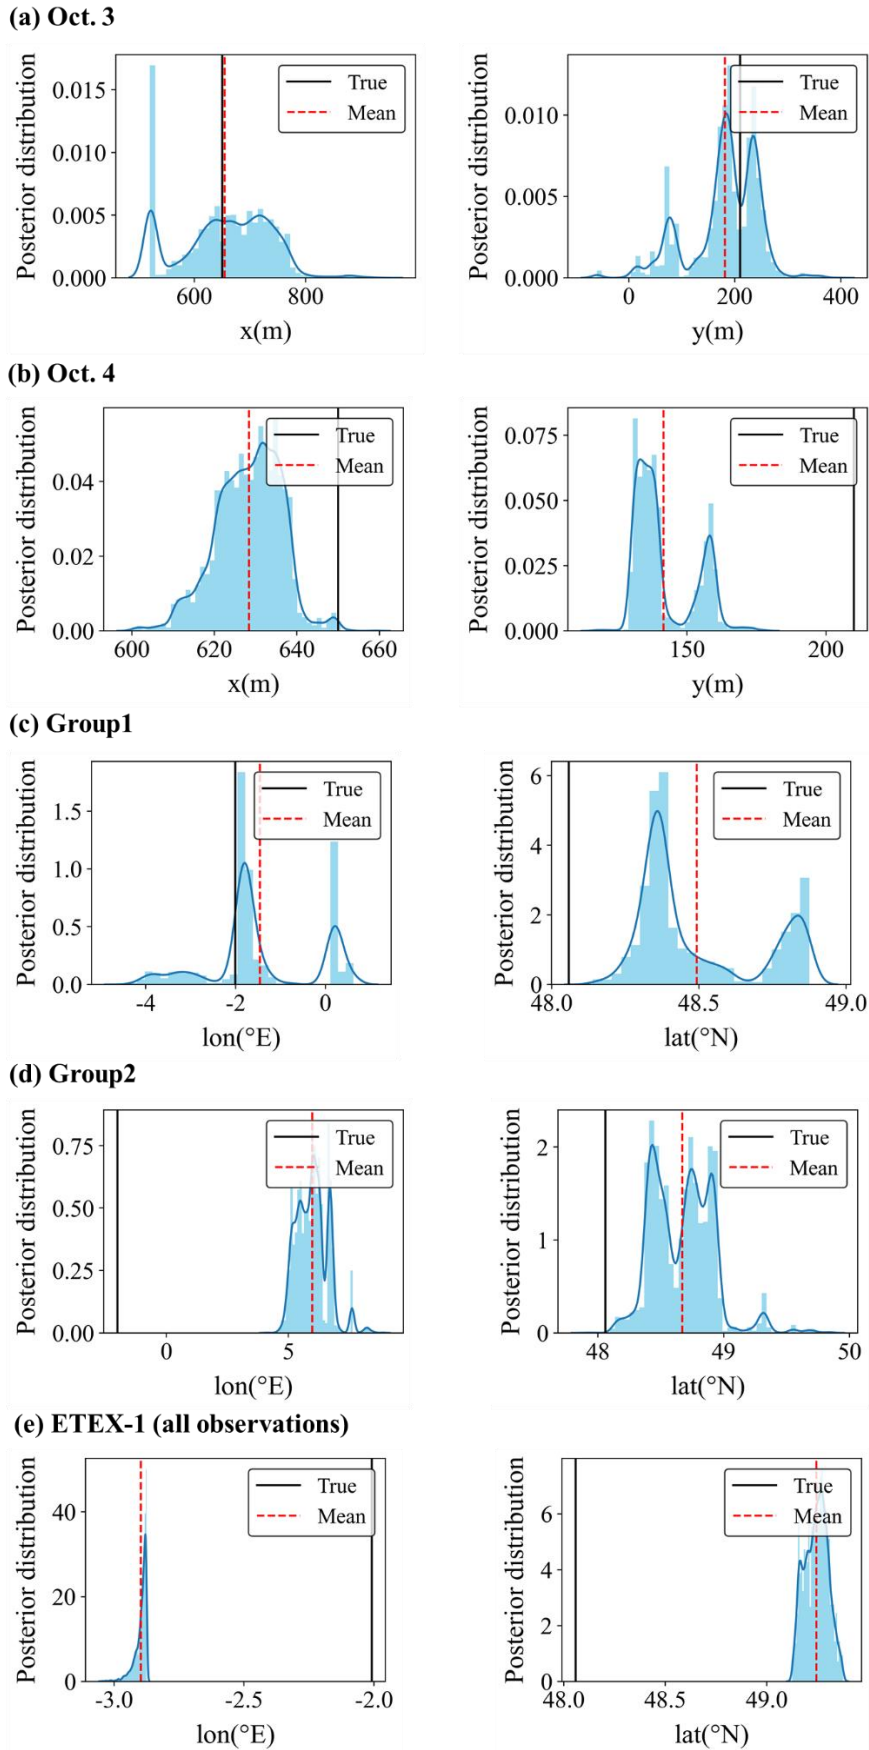 (a) Oct. 3
Posterior distribution
0.015
0.010
0.005
0.000
True
Mean
600
800
x(m)
Posterior distribution
0.010
0.005
0.000
True
Mean
0
200
400
y(m)
(b) Oct. 4
Posterior distribution
0.04
0.02
0.00
True
Mean
600
620
640
660
x(m)
Posterior distribution
0.075
0.050
0.025
0.000
True
Mean
150
200
y(m)
(c) Group1
Posterior distribution
1.5
1.0
0.5
0.0
True
Mean
-4
-2
0
lon(°E)
Posterior distribution
6
4
2
0
True
Mean
48.0
48.5
49.0
lat(°N)
(d) Group2
Posterior distribution
0.75
0.50
0.25
0.00
True
Mean
0
5
lon(°E)
Posterior distribution
2
1
0
True
Mean
48
49
50
lat(°N)
(e) ETEX-1 (all observations)
Posterior distribution
40
20
0
True
Mean
-3.0
-2.5
-2.0
lon(°E)
Posterior distribution
6
4
2
0
True
Mean
48.0
48.5
49.0
lat(°N)